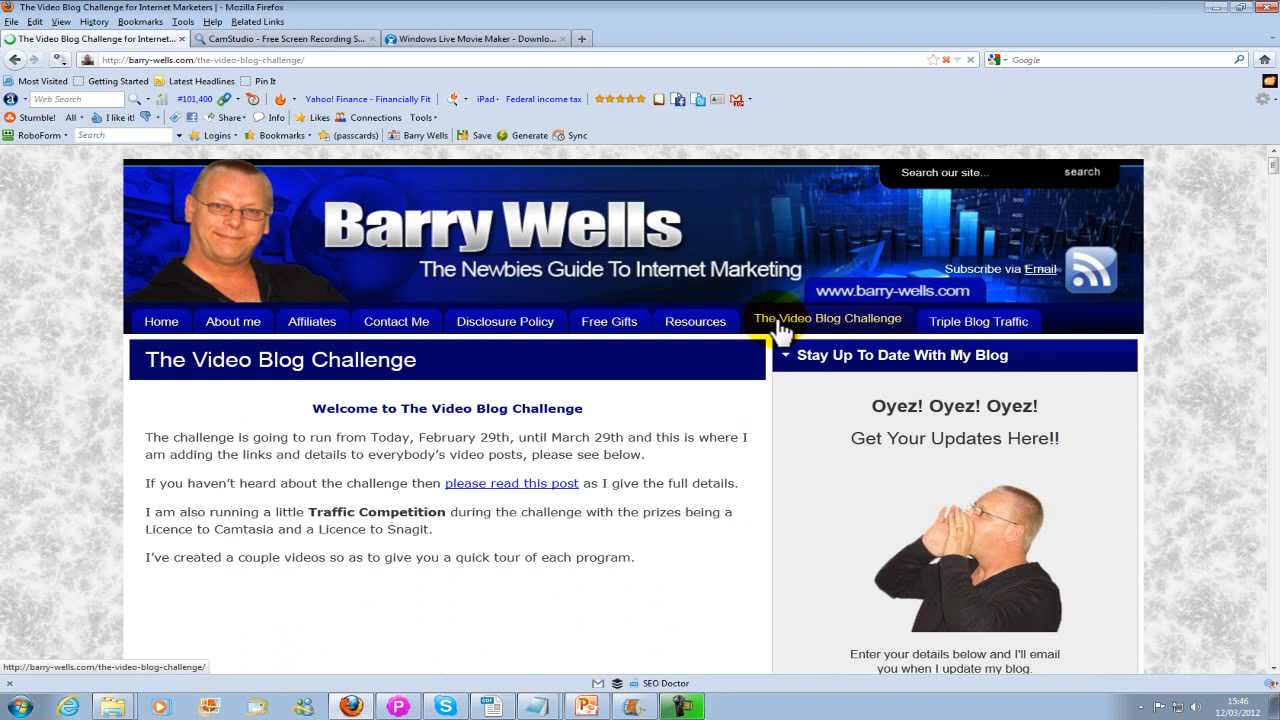 The Video Blog Challenge for Internet Marketers | - Mozilla Firefox
File Edit View History Bookmarks Tools Help Related Links
The Video Blog Challenge for Internet... CamStudio - Free Screen Recording S... Windows Live Movie Maker - Downlo...
http://barry-wells.com/the-video-blog-challenge/ Google
Most Visited Getting Started Latest Headlines Pin It
Web Search #101,400 Yahoo! Finance - Financially Fit iPad Federal income tax
Stumble! All I like it! Share Info Likes Connections Tools
RoboForm Search Logins Bookmarks (passcards) Barry Wells Save Generate Sync
Search our site... search
Barry Wells
The Newbies Guide To Internet Marketing
Subscribe via Email
www.barry-wells.com
Home About me Affiliates Contact Me Disclosure Policy Free Gifts Resources The Video Blog Challenge Triple Blog Traffic
The Video Blog Challenge
Welcome to The Video Blog Challenge
The challenge is going to run from Today, February 29th, until March 29th and this is where I
am adding the links and details to everybody's video posts, please see below.
If you haven't heard about the challenge then please read this post as I give the full details.
I am also running a little Traffic Competition during the challenge with the prizes being a
Licence to Camtasia and a Licence to Snagit.
I've created a couple videos so as to give you a quick tour of each program.
Stay Up To Date With My Blog
Oyez! Oyez! Oyez!
Get Your Updates Here!!
Enter your details below and I'll email
you when I update my blog.
http://barry-wells.com/the-video-blog-challenge/
SEO Doctor
15:46
12/03/2012